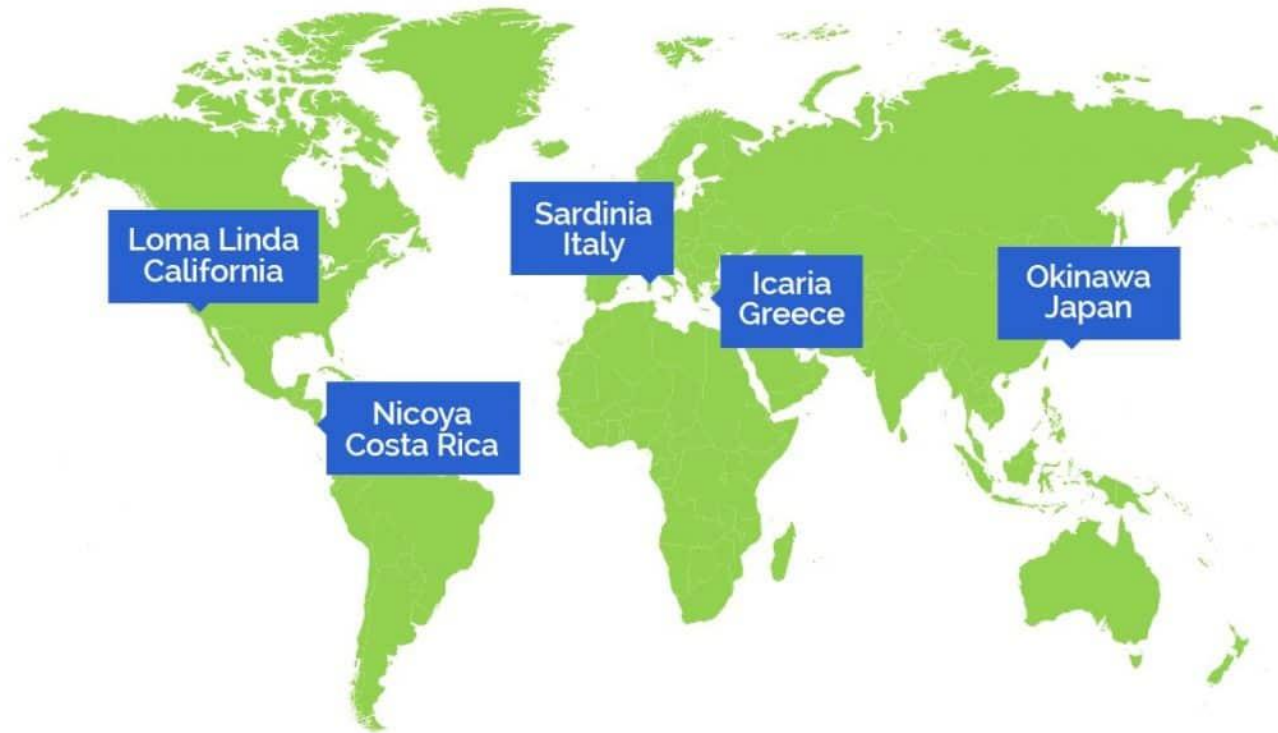 Loma Linda
California
Sardinia
Italy
Icaria
Greece
Okinawa
Japan
Nicoya
Costa Rica